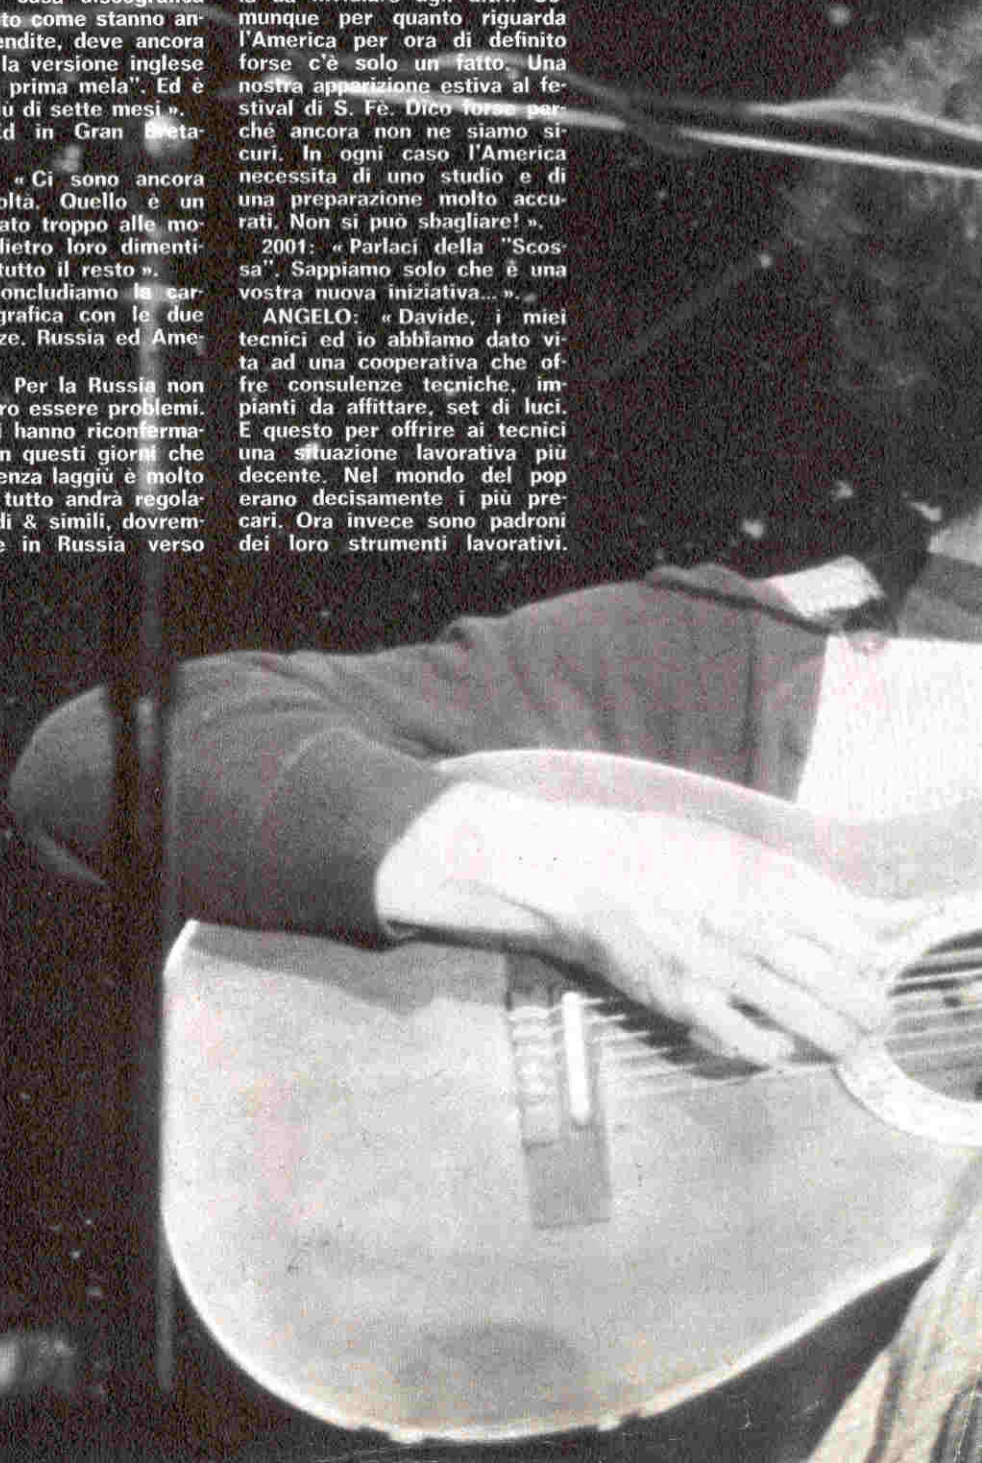 to come stanno an-
endite, deve ancora
la versione inglese
prima mela". Ed è
iù di sette mesi ».
Ed in Gran Breta-
« Ci sono ancora
olta. Quello è un
ato troppo alle mo-
dietro loro dimenti-
tutto il resto ».
oncludiamo la car-
grafica con le due
ze. Russia ed Ame-
Per la Russia non
ro essere problemi.
i hanno riconferma-
n questi giorni che
enza laggiù è molto
tutto andrà regola-
di & simili, dovrem-
e in Russia verso
munque per quanto riguarda
l'America per ora di definito
forse c'è solo un fatto. Una
nostra apparizione estiva al fe-
stival di S. Fè. Dico forse per-
ché ancora non ne siamo si-
curi. In ogni caso l'America
necessita di uno studio e di
una preparazione molto accu-
rati. Non si può sbagliare! ».
2001: « Parlaci della "Scos-
sa". Sappiamo solo che è una
vostra nuova iniziativa... ».
ANGELO: « Davide, i miei
tecnici ed io abbiamo dato vi-
ta ad una cooperativa che of-
fre consulenze tecniche, im-
pianti da affittare, set di luci.
E questo per offrire ai tecnici
una situazione lavorativa più
decente. Nel mondo del pop
erano decisamente i più pre-
cari. Ora invece sono padroni
dei loro strumenti lavorativi.